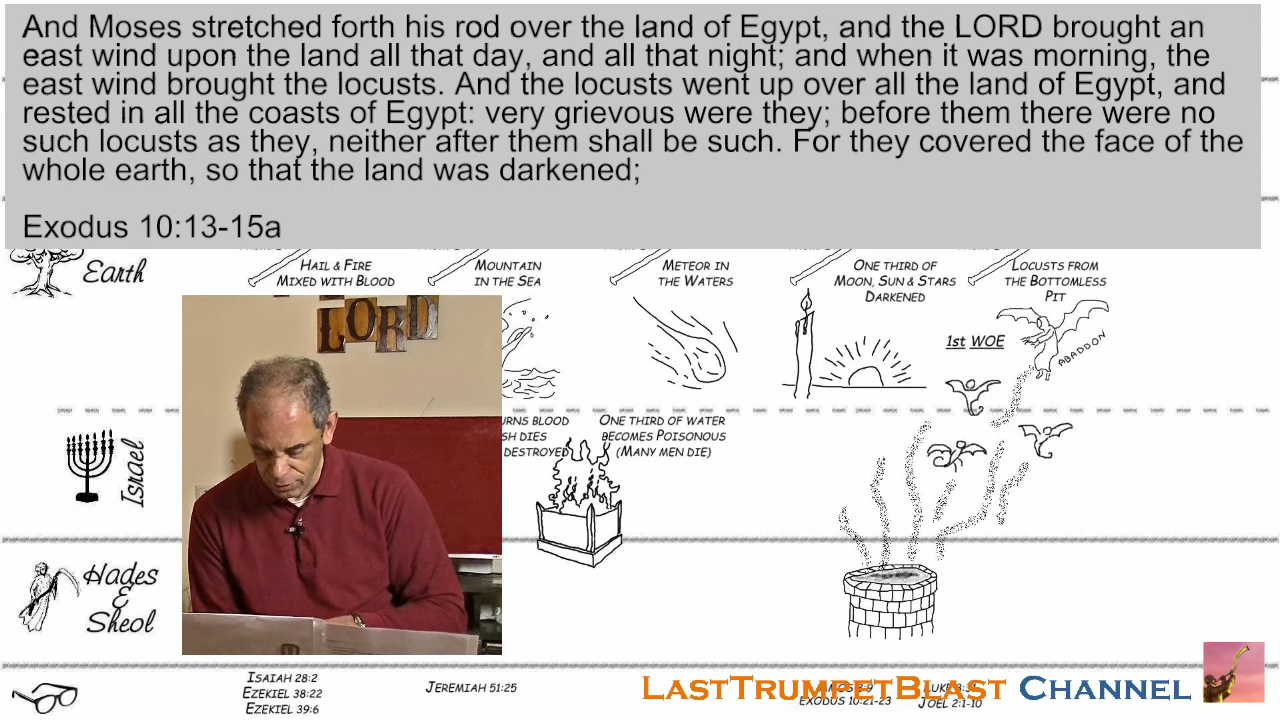 And Moses stretched forth his rod over the land of Egypt, and the LORD brought an
east wind upon the land all that day, and all that night; and when it was morning, the
east wind brought the locusts. And the locusts went up over all the land of Egypt, and
rested in all the coasts of Egypt: very grievous were they; before them there were no
such locusts as they, neither after them shall be such. For they covered the face of the
whole earth, so that the land was darkened;
Exodus 10:13-15a
Earth
HAIL & FIRE
MIXED WITH BLOOD
MOUNTAIN
IN THE SEA
METEOR IN
THE WATERS
ONE THIRD OF
MOON, SUN & STARS
DARKENED
LOCUSTS FROM
THE BOTTOMLESS
PIT
LORD
1st WOE
ABADDON
Israel
BLOOD
DIES
DESTROYED
ONE THIRD OF WATER
BECOMES POISONOUS
(MANY MEN DIE)
Hades
&
Sheol
ISAIAH 28:2
EZEKIEL 38:22
EZEKIEL 39:6
JEREMIAH 51:25
EXODUS 10:21-23
JOEL 2:1-10
LASTTRUMPETBLAST CHANNEL